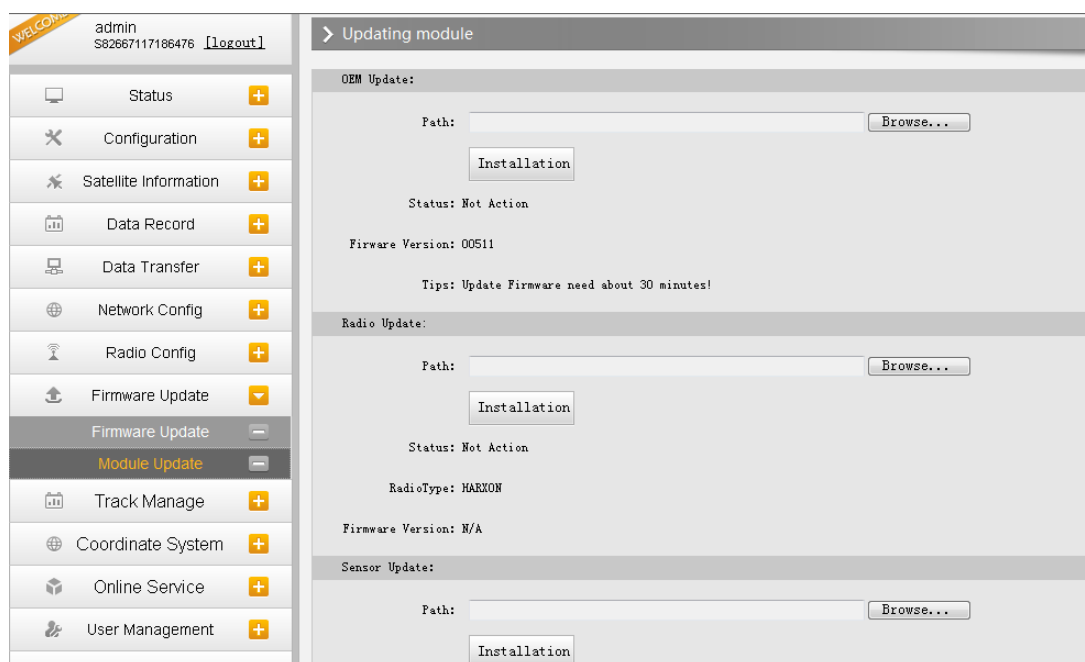 WELCOME
admin
S82667117186476 [logout]
Status
Configuration
Satellite Information
Data Record
Data Transfer
Network Config
Radio Config
Firmware Update
Firmware Update
Module Update
Track Manage
Coordinate System
Online Service
User Management
Updating module
OEM Update:
Path: Browse...
Installation
Status: Not Action
Firware Version: 00511
Tips: Update Firmware need about 30 minutes!
Radio Update:
Path: Browse...
Installation
Status: Not Action
RadioType: HARXON
Firmware Version: N/A
Sensor Update:
Path: Browse...
Installation